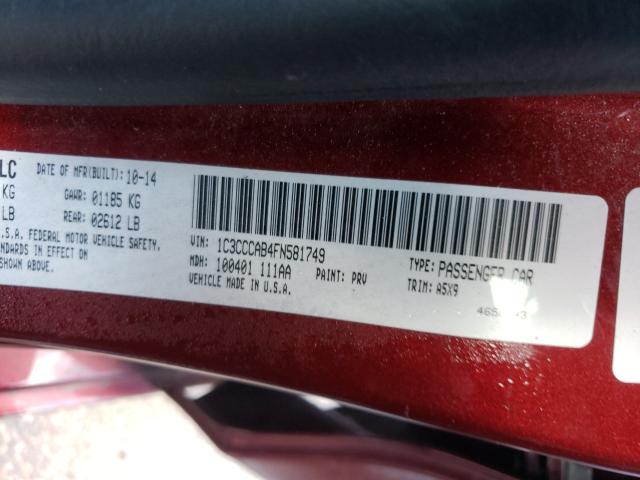 LC
DATE OF MFR(BUILT): 10-14
KG GAWR: 01185 KG
LB REAR: 02612 LB
U.S.A. FEDERAL MOTOR VEHICLE SAFETY.
STANDARDS IN EFFECT ON
SHOWN ABOVE.
VIN: 1C3CCCAB4FN581749
MDH: 100401 111AA PAINT: PRV
VEHICLE MADE IN U.S.A.
TYPE: PASSENGER CAR
TRIM: A5X9